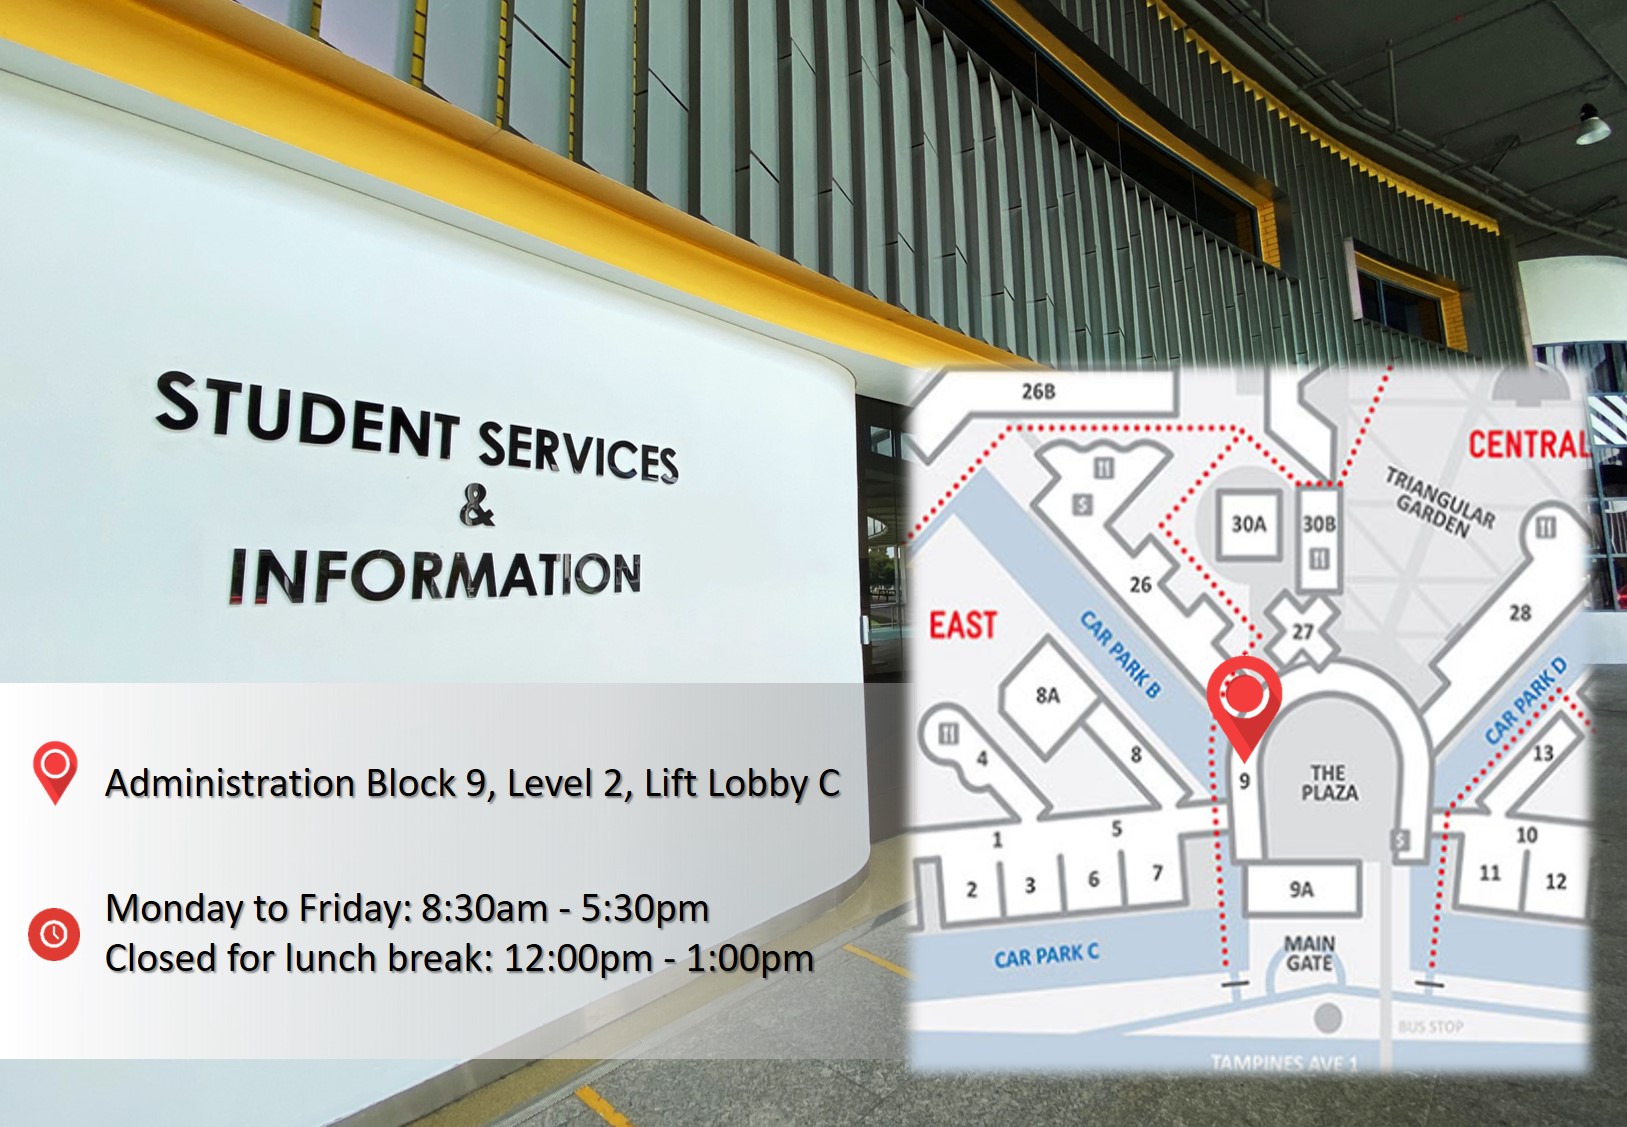 STUDENT SERVICES
&
INFORMATION
Administration Block 9, Level 2, Lift Lobby C
Monday to Friday: 8:30am - 5:30pm
Closed for lunch break: 12:00pm - 1:00pm
26B
CENTRAL
TRIANGULAR
GARDEN
30A
30B
26
28
EAST
27
CAR PARK B
8A
CAR PARK D
4
8
13
9
THE
PLAZA
1
5
10
2
3
6
7
11
12
9A
MAIN
GATE
CAR PARK C
BUS STOP
TAMPINES AVE 1